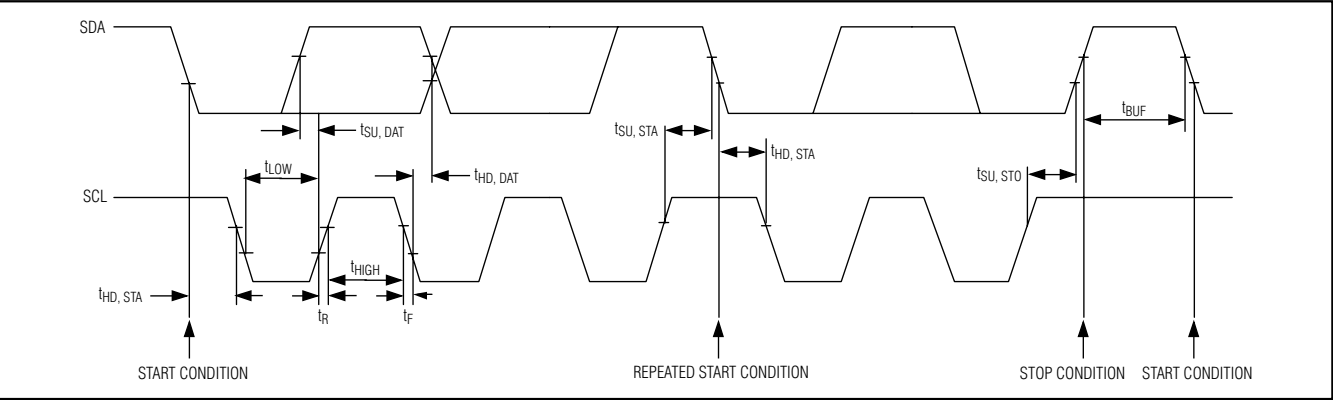 SDA
tSU, DAT
tSU, STA
tBUF
tHD, STA
tLOW
tHD, DAT
tSU, STO
SCL
tHIGH
tHD, STA
tR
tF
START CONDITION
REPEATED START CONDITION
STOP CONDITION
START CONDITION